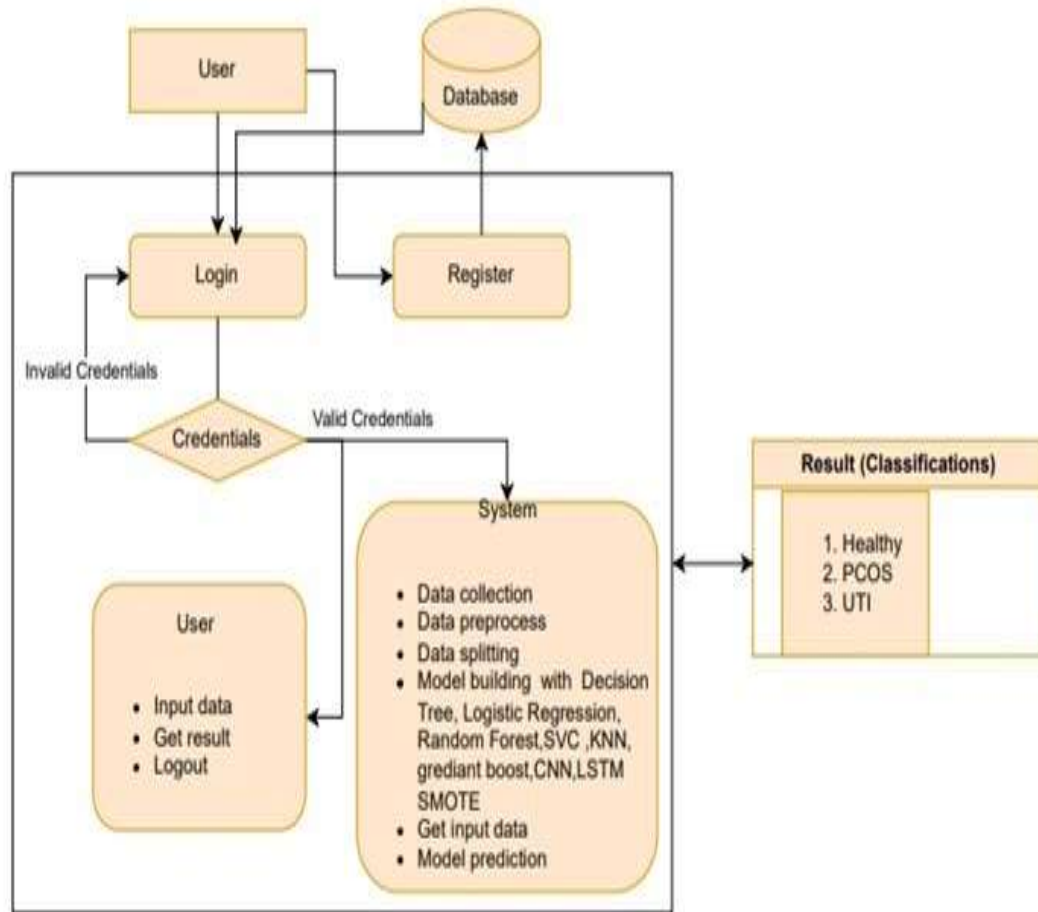 User
Database
Login
Register
Invalid Credentials
Credentials
Valid Credentials
System
• Data collection
• Data preprocess
• Data splitting
• Model building with Decision
Tree, Logistic Regression,
Random Forest,SVC ,KNN,
grediant boost,CNN,LSTM
SMOTE
• Get input data
• Model prediction
User
• Input data
• Get result
• Logout
Result (Classifications)
1. Healthy
2. PCOS
3. UTI